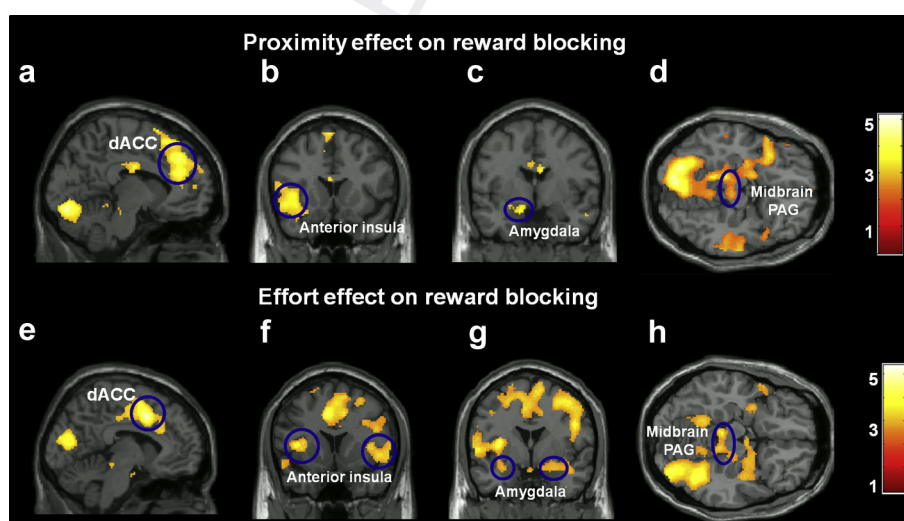 Proximity effect on reward blocking
a
b
c
d
dACC
Anterior insula
Amygdala
Midbrain
PAG
5
3
1
Effort effect on reward blocking
e
f
g
h
dACC
Anterior insula
Amygdala
Midbrain
PAG
5
3
1